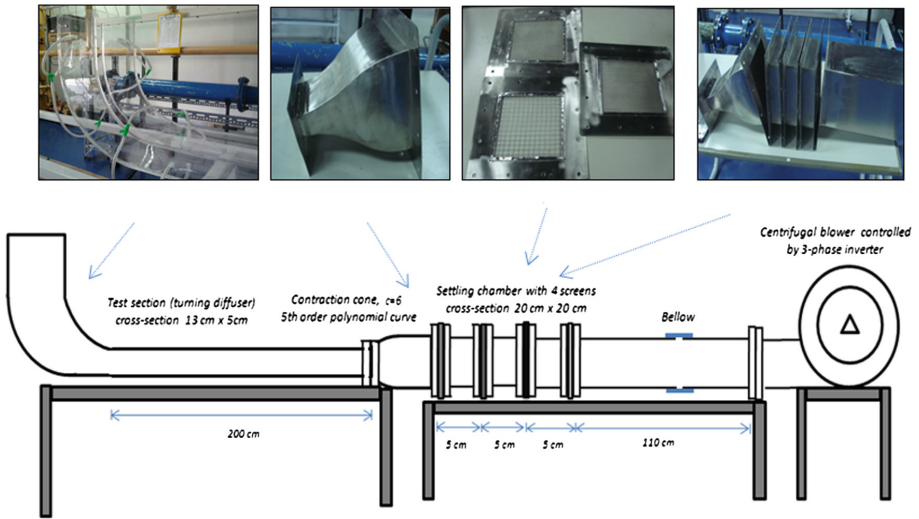 Centrifugal blower controlled
by 3-phase inverter
Test section (turning diffuser)
cross-section 13 cm x 5cm
Contraction cone, c=6
5th order polynomial curve
Settling chamber with 4 screens
cross-section 20 cm x 20 cm
Bellow
200 cm
5 cm
5 cm
5 cm
110 cm